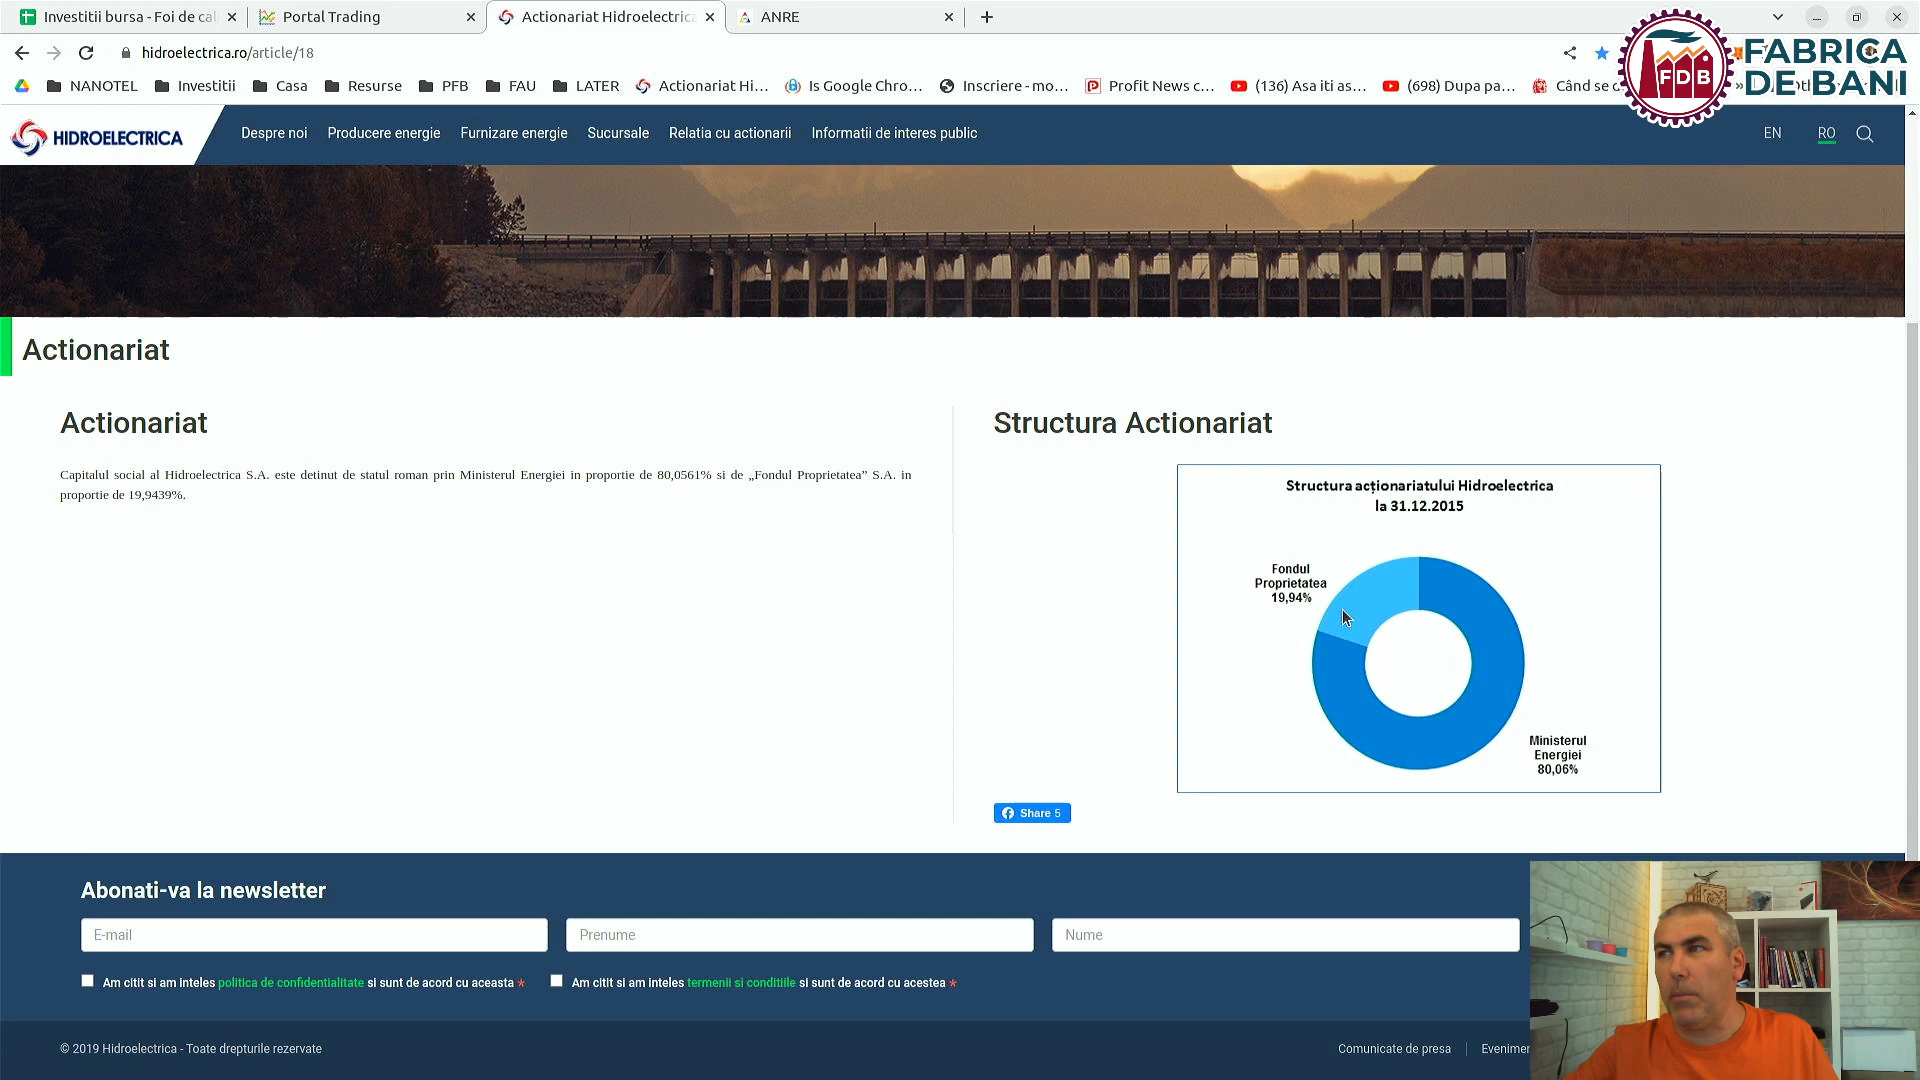 Investitii bursa - Foi de cal
Portal Trading
Actionariat Hidroelectrica
ANRE
hidroelectrica.ro/article/18
NANOTEL
Investitii
Casa
Resurse
PFB
FAU
LATER
Actionariat Hi...
Is Google Chro...
Inscriere - mo...
Profit News c...
(136) Asa iti as...
(698) Dupa pa...
Când se
FDB
FABRICA
DE BANI
HIDROELECTRICA
Despre noi
Producere energie
Furnizare energie
Sucursale
Relatia cu actionarii
Informatii de interes public
EN
RO
Actionariat
Actionariat
Capitalul social al Hidroelectrica S.A. este detinut de statul roman prin Ministerul Energiei in proportie de 80,0561% si de „Fondul Proprietatea” S.A. in
proportie de 19,9439%.
Structura Actionariat
Structura acționariatului Hidroelectrica
la 31.12.2015
Fondul
Proprietatea
19,94%
Ministerul
Energiei
80,06%
Share 5
Abonati-va la newsletter
E-mail
Prenume
Nume
Am citit si am inteles politica de confidentialitate si sunt de acord cu aceasta *
Am citit si am inteles termenii si conditiile si sunt de acord cu acestea *
© 2019 Hidroelectrica - Toate drepturile rezervate
Comunicate de presa
Evenimen